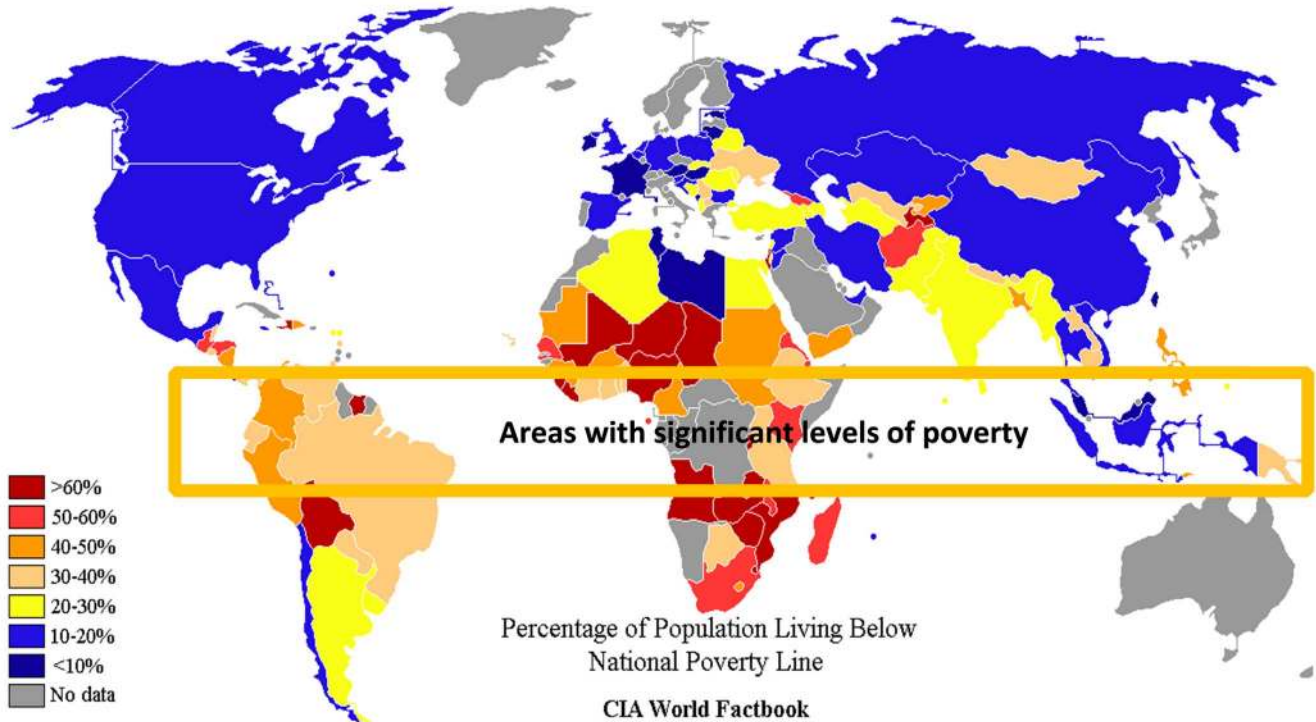 Areas with significant levels of poverty
>60%
50-60%
40-50%
30-40%
20-30%
10-20%
<10%
No data
Percentage of Population Living Below
National Poverty Line
CIA World Factbook